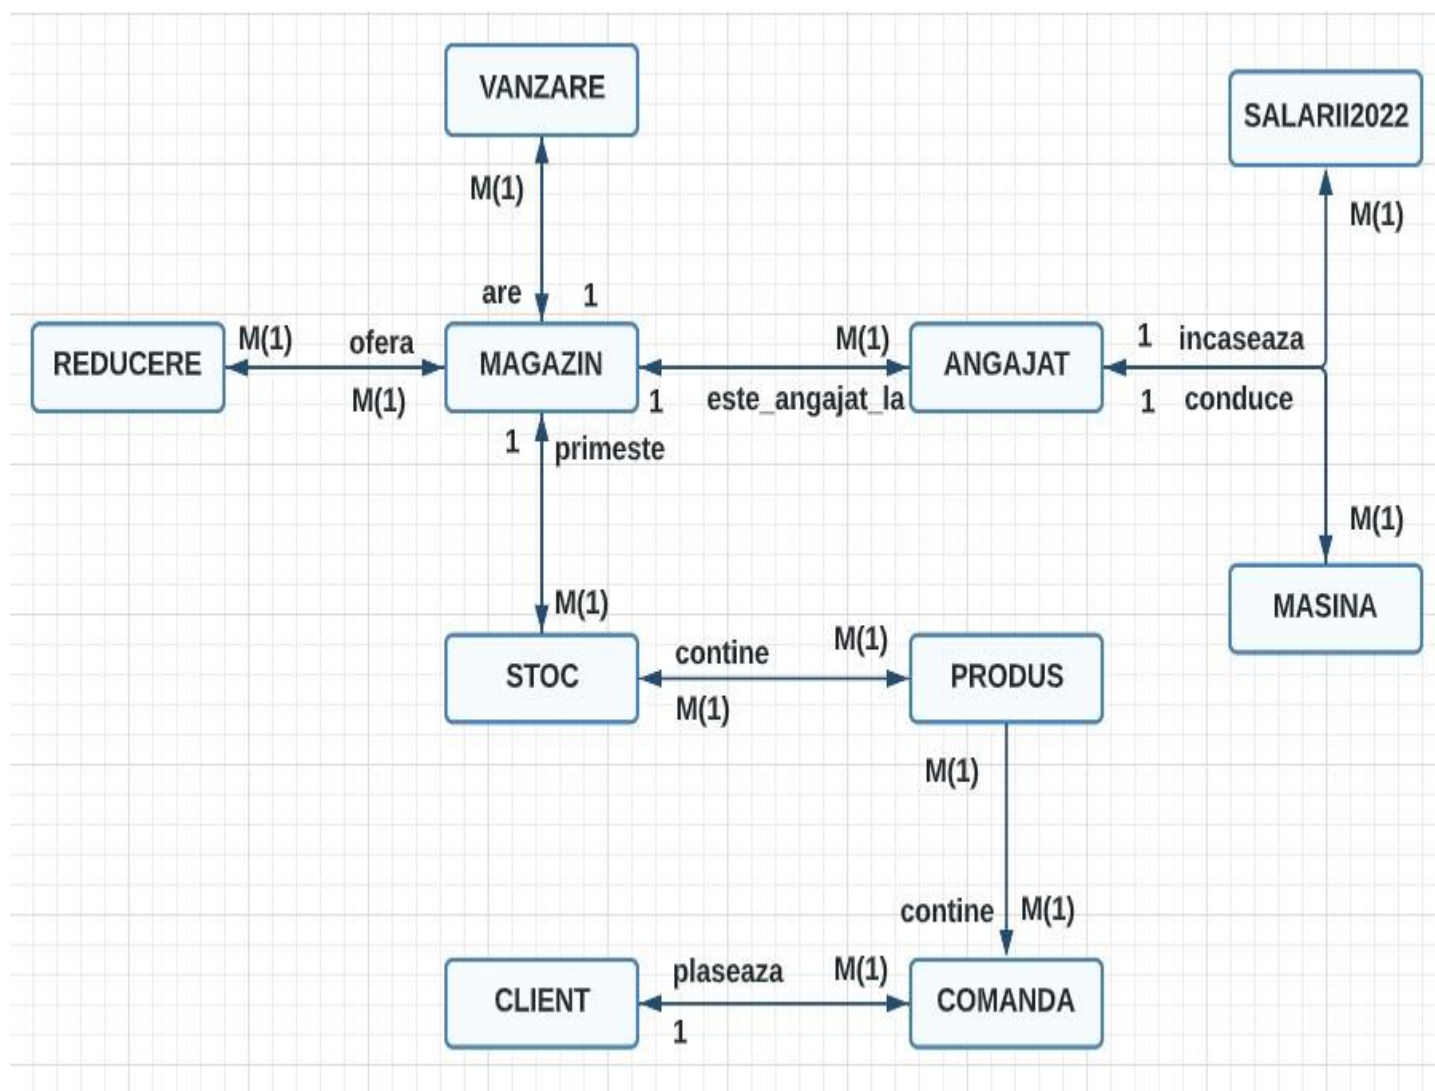 VANZARE
SALARII2022
M(1)
M(1)
are 1
REDUCERE
M(1) ofera
M(1)
MAGAZIN
M(1)
1 este_angajat_la
ANGAJAT
1 incaseaza
1 conduce
1 primeste
M(1)
MASINA
M(1)
STOC
contine M(1)
M(1)
PRODUS
M(1)
contine M(1)
CLIENT
plaseaza M(1)
1
COMANDA